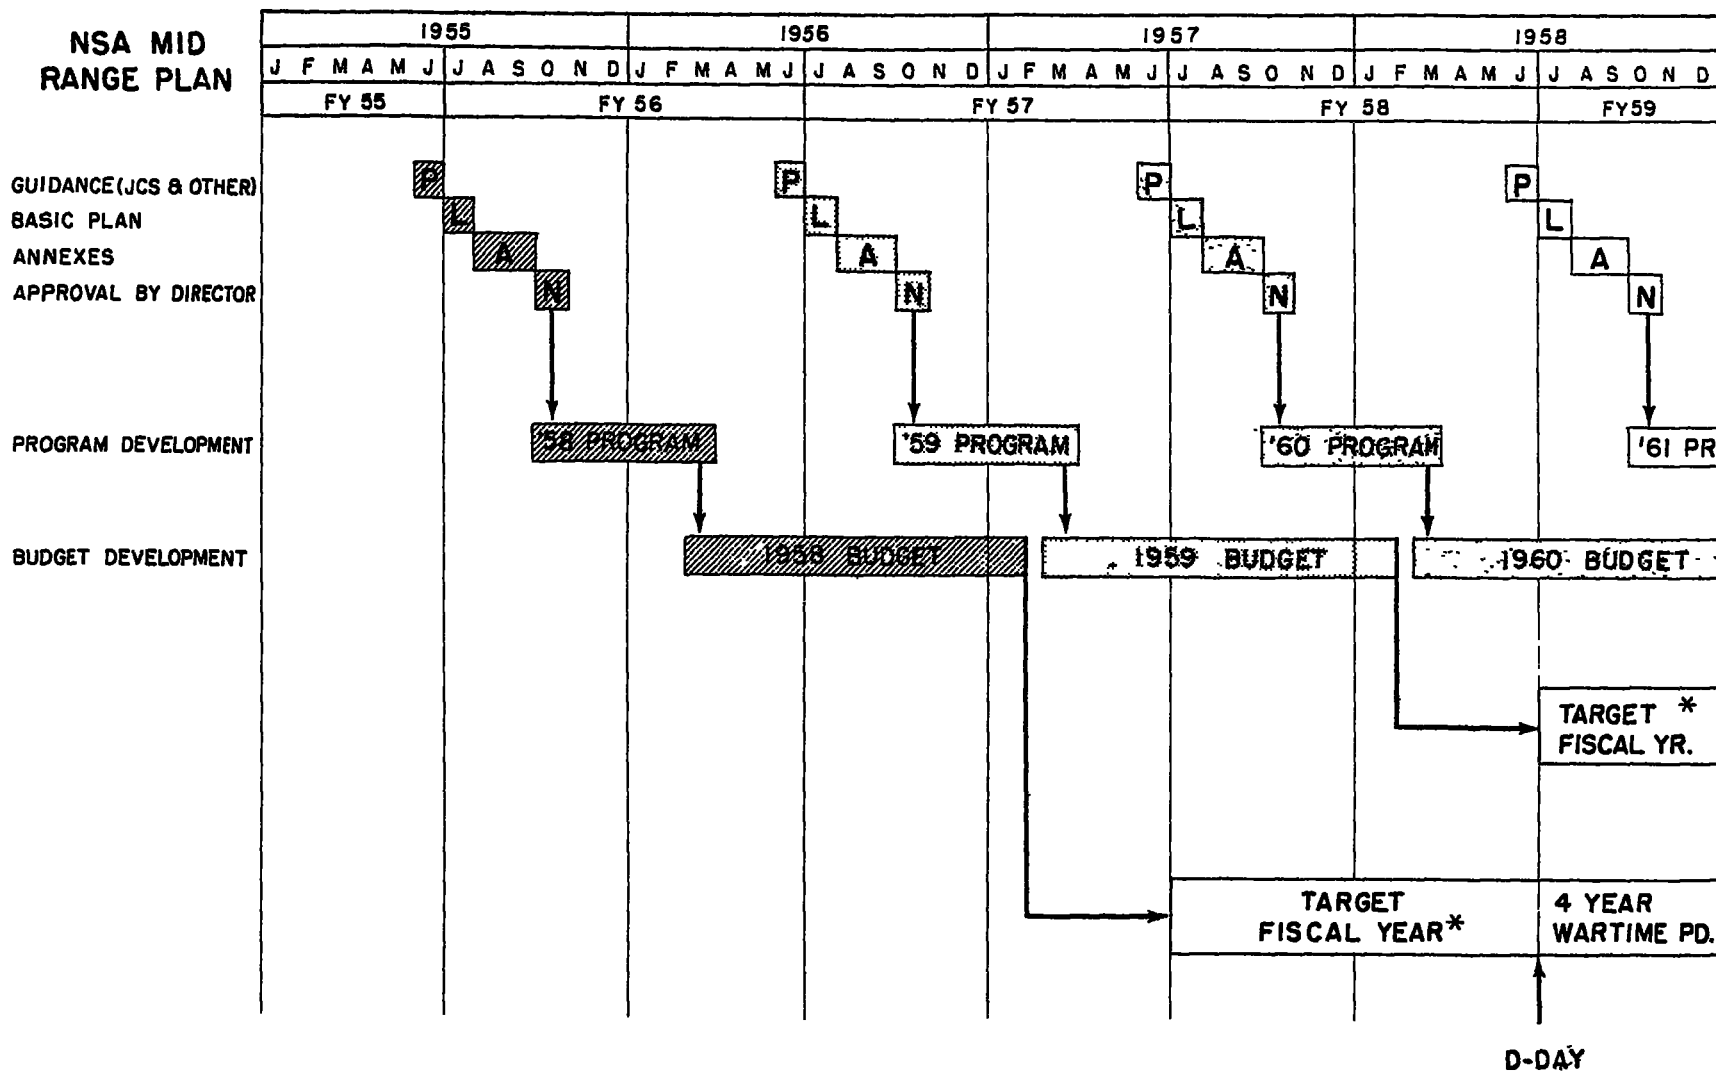 NSA MID
RANGE PLAN
1955 1956 1957 1958
J F M A M J J A S O N D J F M A M J J A S O N D J F M A M J J A S O N D J F M A M J J A S O N D
FY 55 FY 56 FY 57 FY 58 FY59
GUIDANCE(JCS & OTHER) P P P P
BASIC PLAN L L L L
ANNEXES A A A A
APPROVAL BY DIRECTOR N N N N
PROGRAM DEVELOPMENT '58 PROGRAM '59 PROGRAM '60 PROGRAM '61 PR
BUDGET DEVELOPMENT 1958 BUDGET 1959 BUDGET 1960 BUDGET
TARGET *
FISCAL YR.
TARGET 4 YEAR
FISCAL YEAR* WARTIME PD.
D-DAY